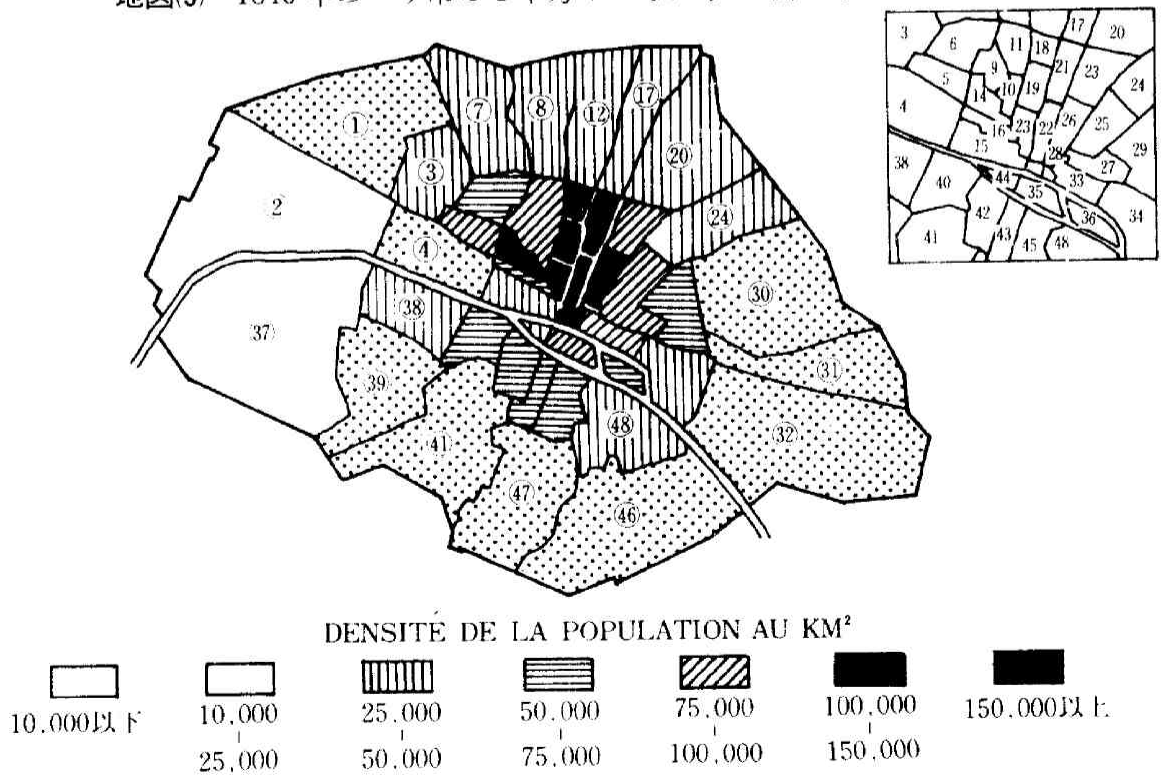 3 6 11 18 17 20
9 21 23
5 14 10 19 24
4 16 23 22 26 25
15 28 29
38 44 27
40 35 33
42 36 34
41 43 45 48
① ⑦ ⑧ ⑫ ⑰ ⑳
③ ㉔
2 ④ ㉚
㊳ ㉛
37 ㊴ ㉜
㊶ ㊽
㊼ ㊻
DENSITÉ DE LA POPULATION AU KM²
10,000以下 10,000 25,000 50,000 75,000 100,000 150,000以上
25,000 50,000 75,000 100,000 150,000